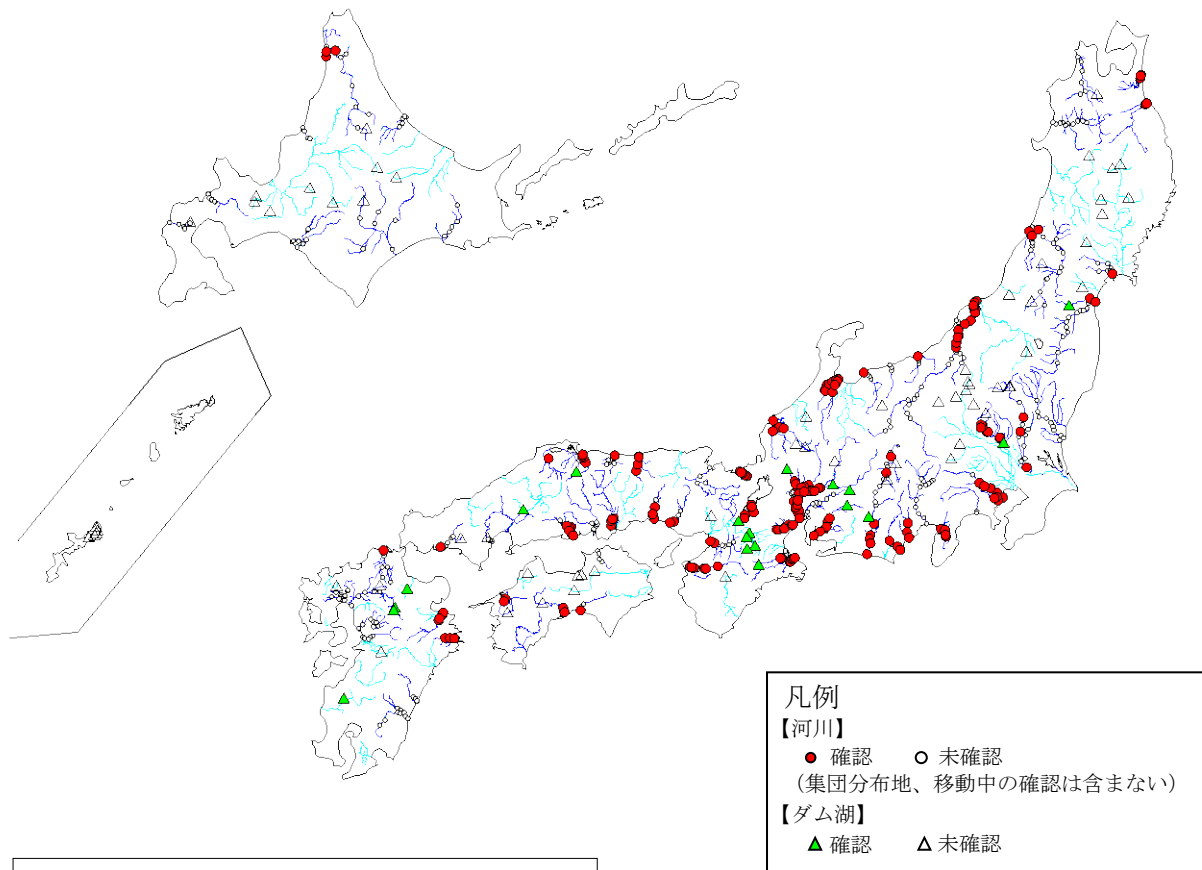 凡例
【河川】
確認 未確認
(集団分布地、移動中の確認は含まない)
【ダム湖】
確認 未確認